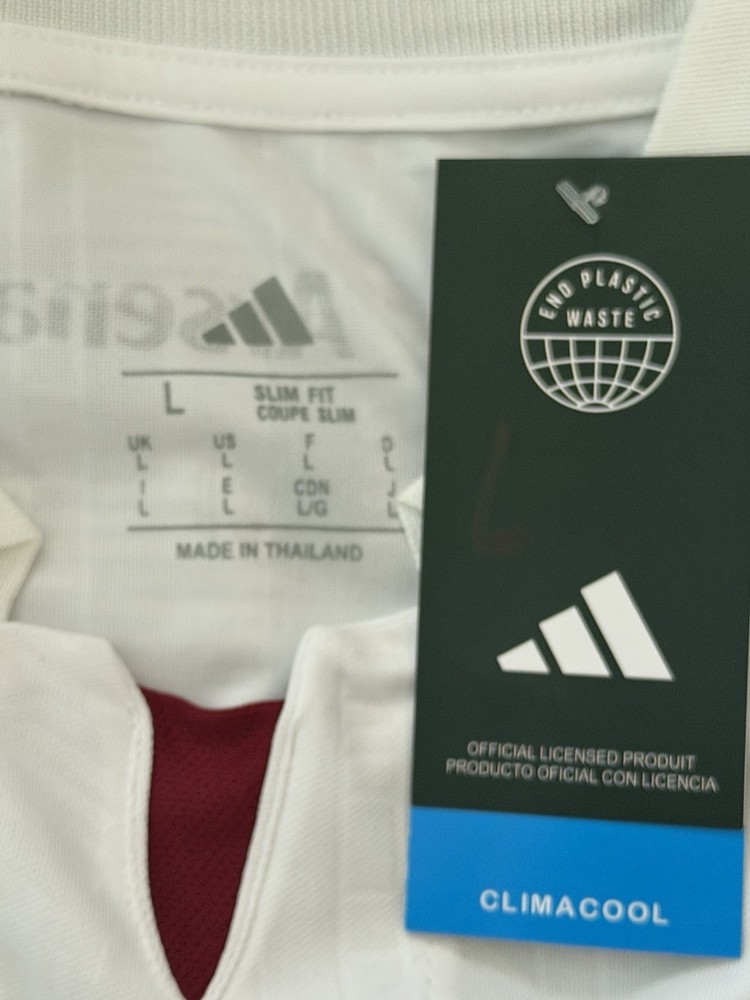 Arsena
L
SLIM FIT
COUPE SLIM
UK US F D
L L L L
I E CDN J
L L L/G L
MADE IN THAILAND
END PLASTIC
WASTE
OFFICIAL LICENSED PRODUIT
PRODUCTO OFICIAL CON LICENCIA
CLIMACOOL